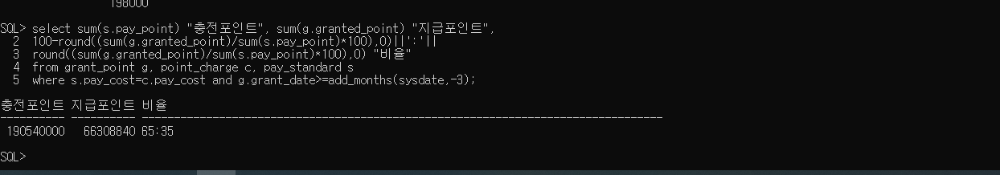 198000
SQL> select sum(s.pay_point) "충전포인트", sum(g.granted_point) "지급포인트",
2 100-round((sum(g.granted_point)/sum(s.pay_point)*100),0)||':'||
3 round((sum(g.granted_point)/sum(s.pay_point)*100),0) "비율"
4 from grant_point g, point_charge c, pay_standard s
5 where s.pay_cost=c.pay_cost and g.grant_date>=add_months(sysdate,-3);
충전포인트 지급포인트 비율
---------- ---------- --------------------------------------------------------------------------------
190540000 66308840 65:35
SQL>